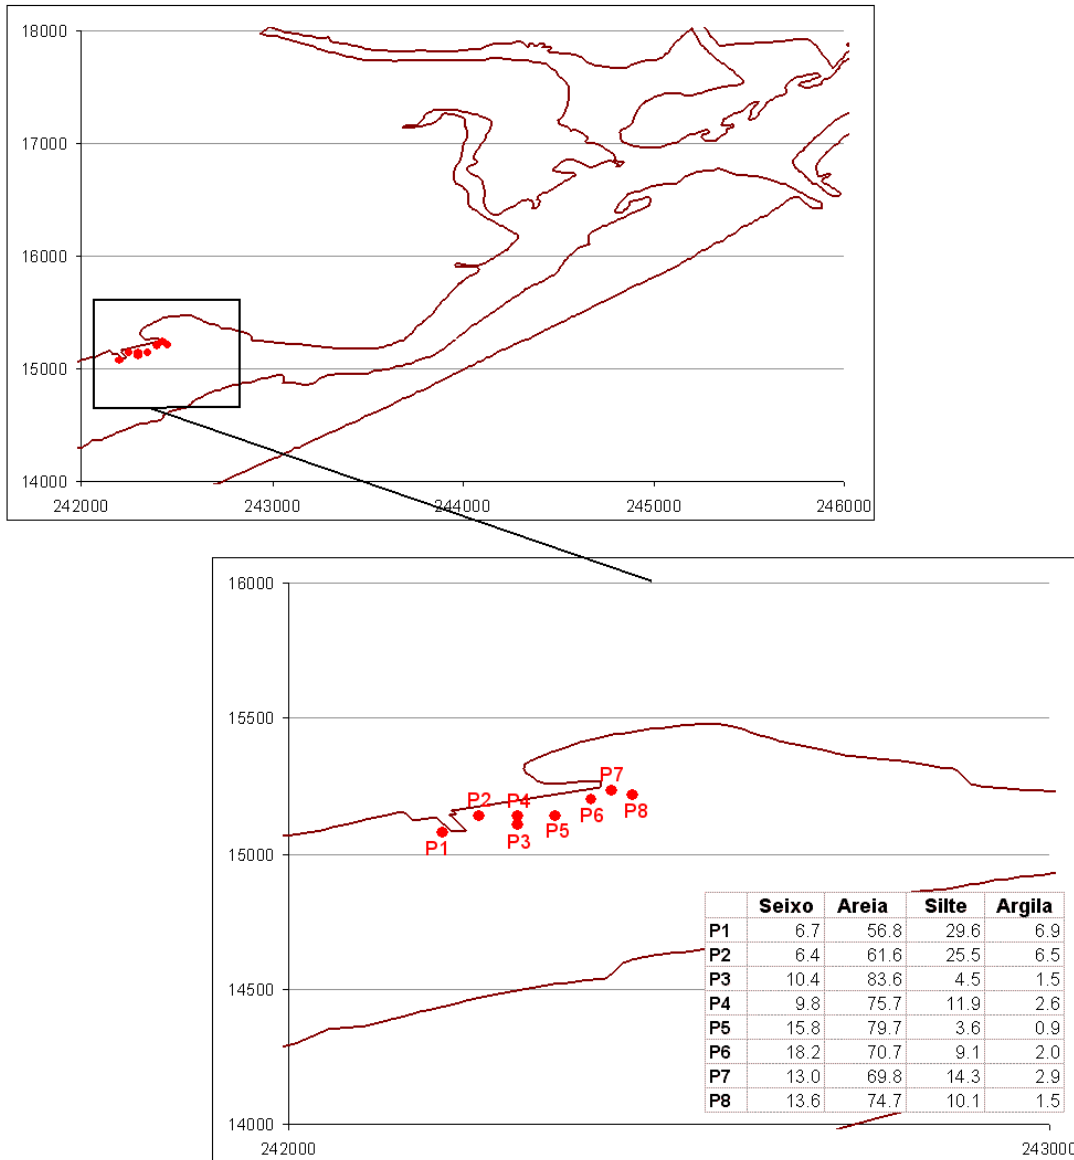 18000
17000
16000
15000
14000
242000 243000 244000 245000 246000
16000
15500
P7
P2 P4
P6 P8
P5
P3
P1
15000
Seixo Areia Silte Argila
P1 6.7 56.8 29.6 6.9
P2 6.4 61.6 25.5 6.5
P3 10.4 83.6 4.5 1.5
P4 9.8 75.7 11.9 2.6
P5 15.8 79.7 3.6 0.9
P6 18.2 70.7 9.1 2.0
P7 13.0 69.8 14.3 2.9
P8 13.6 74.7 10.1 1.5
14500
14000
242000 243000